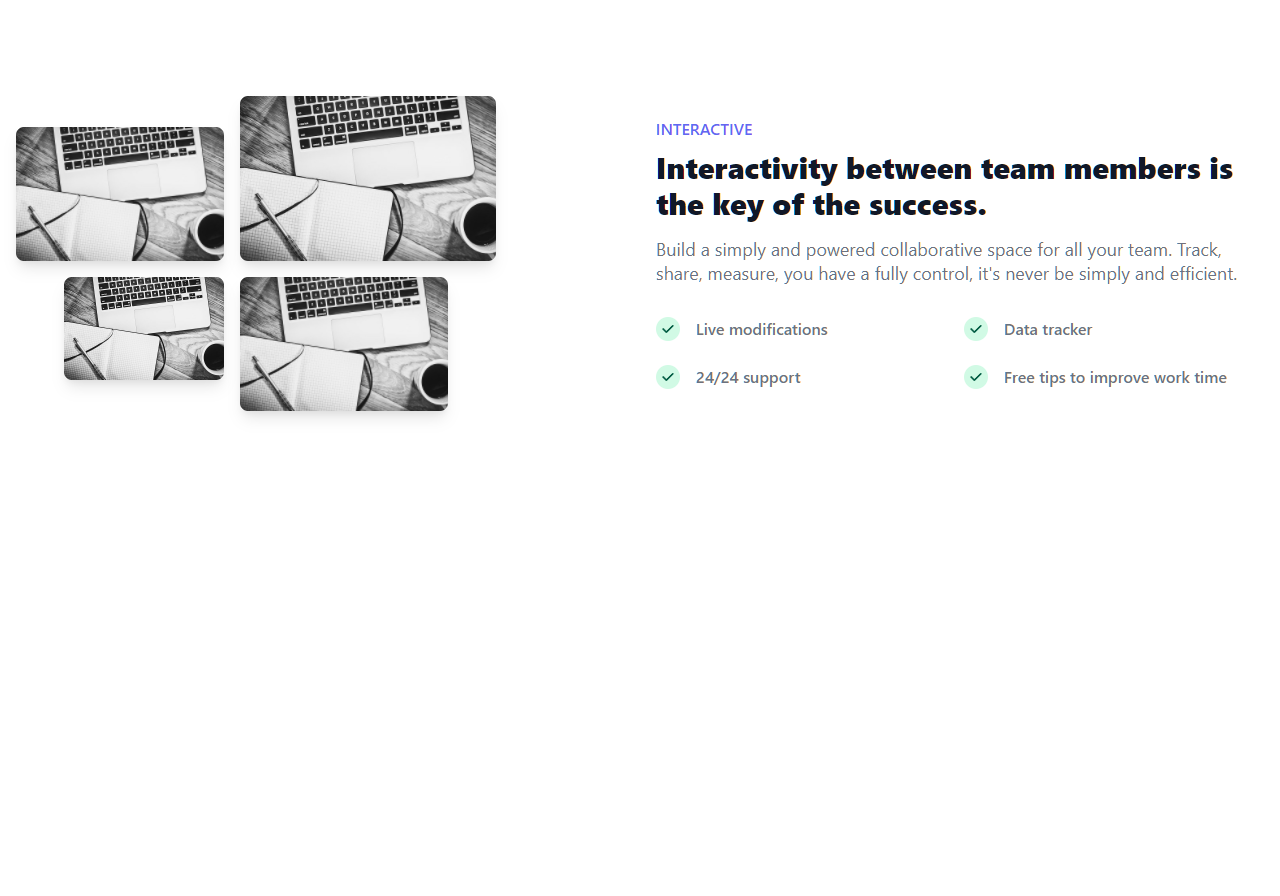 INTERACTIVE
Interactivity between team members is
the key of the success.
Build a simply and powered collaborative space for all your team. Track,
share, measure, you have a fully control, it's never be simply and efficient.
Live modifications
Data tracker
24/24 support
Free tips to improve work time